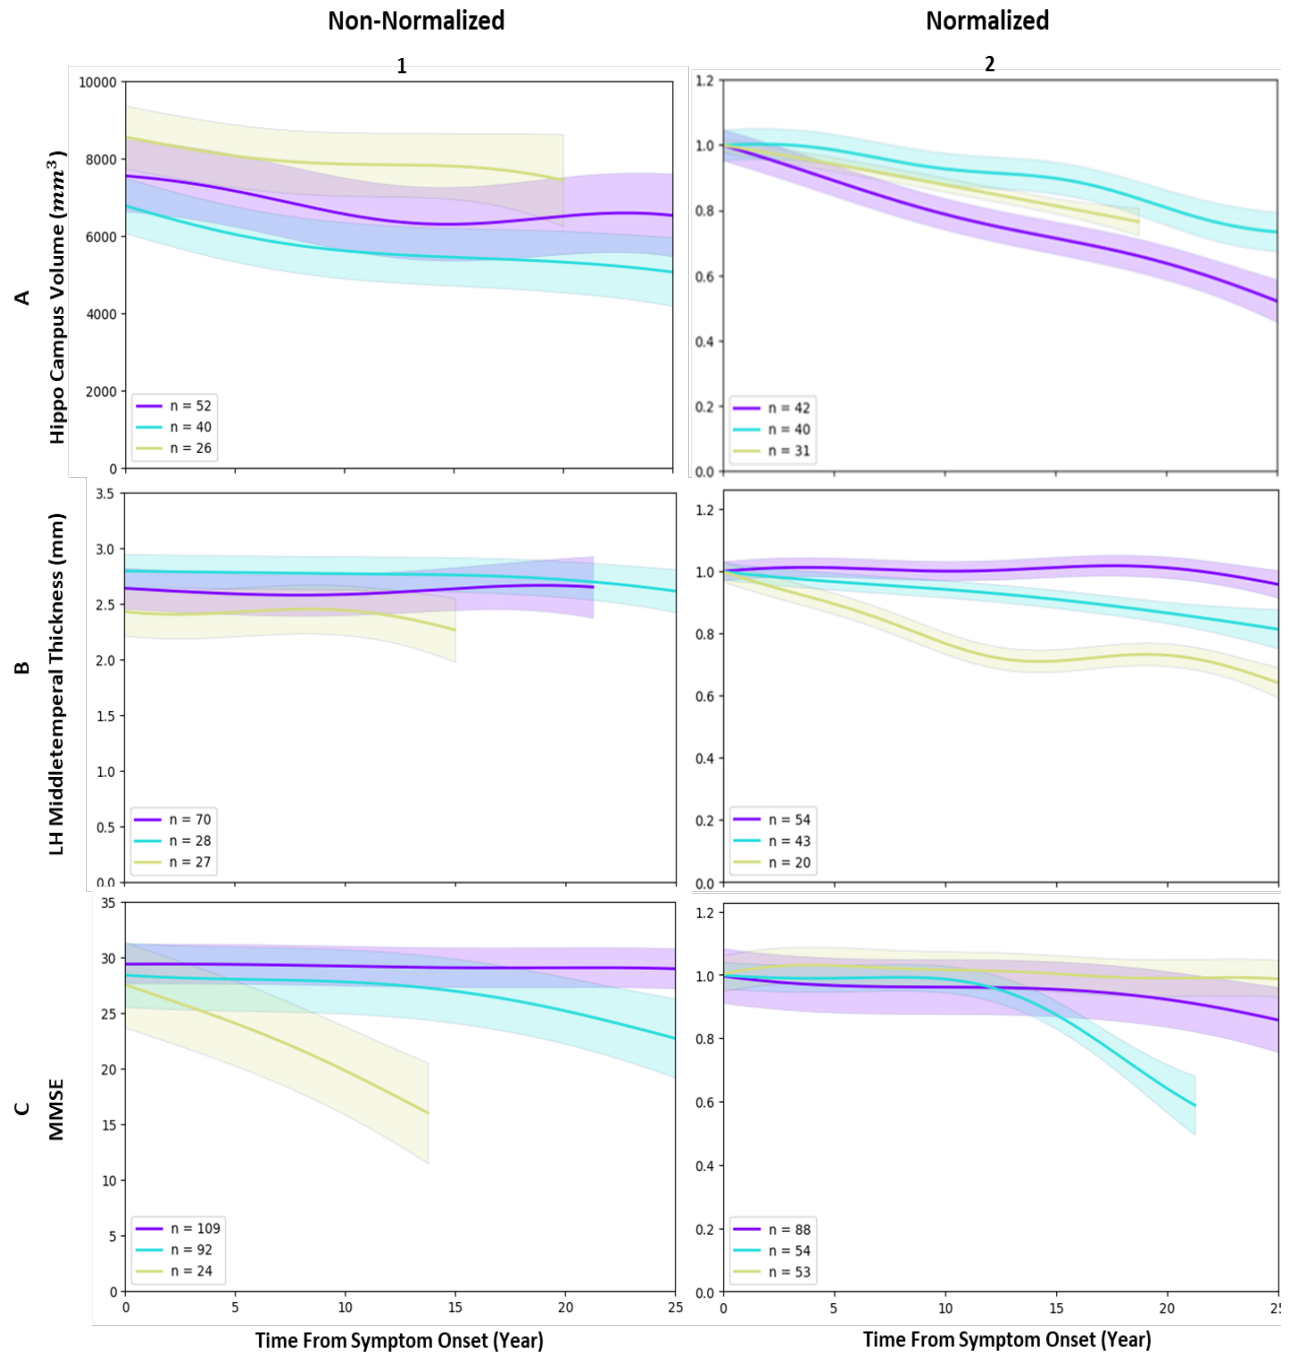 Non-Normalized
Normalized
1
2
A
Hippo Campus Volume (mm³)
10000
8000
6000
4000
2000
0
n = 52
n = 40
n = 26
1.2
1.0
0.8
0.6
0.4
0.2
0.0
n = 42
n = 40
n = 31
B
LH Middletemperal Thickness (mm)
3.5
3.0
2.5
2.0
1.5
1.0
0.5
0.0
n = 70
n = 28
n = 27
1.2
1.0
0.8
0.6
0.4
0.2
0.0
n = 54
n = 43
n = 20
C
MMSE
35
30
25
20
15
10
5
0
n = 109
n = 92
n = 24
0 5 10 15 20 25
1.2
1.0
0.8
0.6
0.4
0.2
0.0
n = 88
n = 54
n = 53
0 5 10 15 20 25
Time From Symptom Onset (Year)
Time From Symptom Onset (Year)